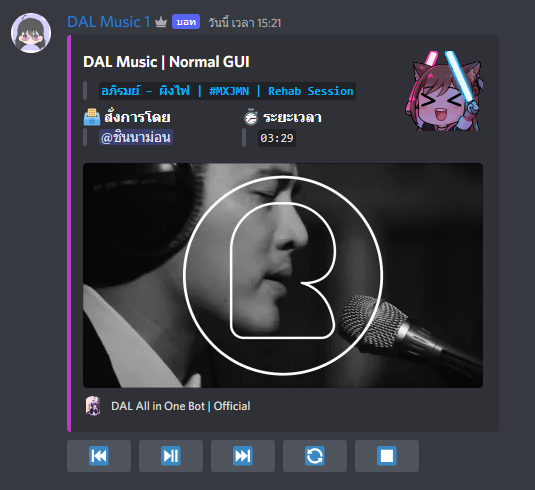 DAL Music 1 บอท วันนี้ เวลา 15:21
DAL Music | Normal GUI
อภิรมย์ - ผิงไฟ | #MXJMN | Rehab Session
สั่งการโดย ระยะเวลา
@ชินนาม่อน 03:29
B
DAL All in One Bot | Official